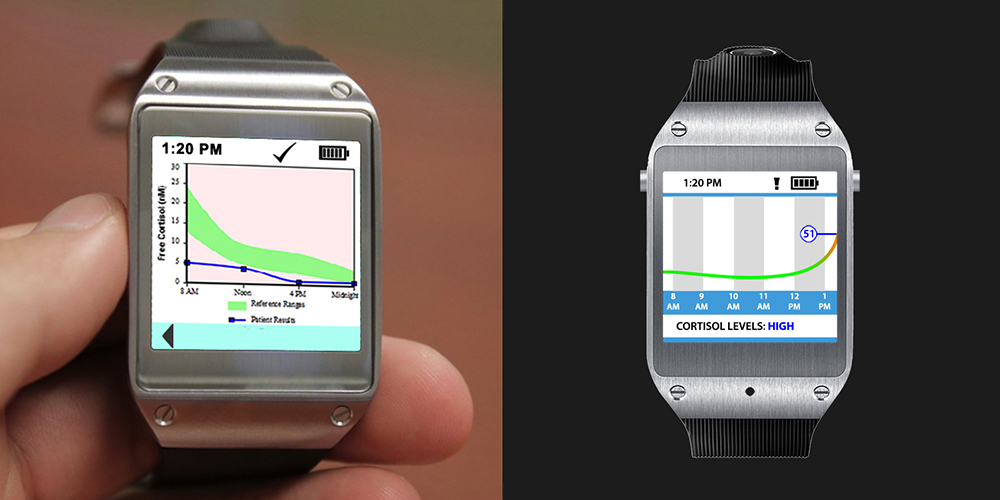 1:20 PM
30
25
20
15
10
5
0
Free Cortisol (nM)
8 AM Noon 4 PM Midnight
Reference Ranges
Patient Results
1:20 PM !
51
8 AM
9 AM
10 AM
11 AM
12 PM
1 PM
CORTISOL LEVELS: HIGH